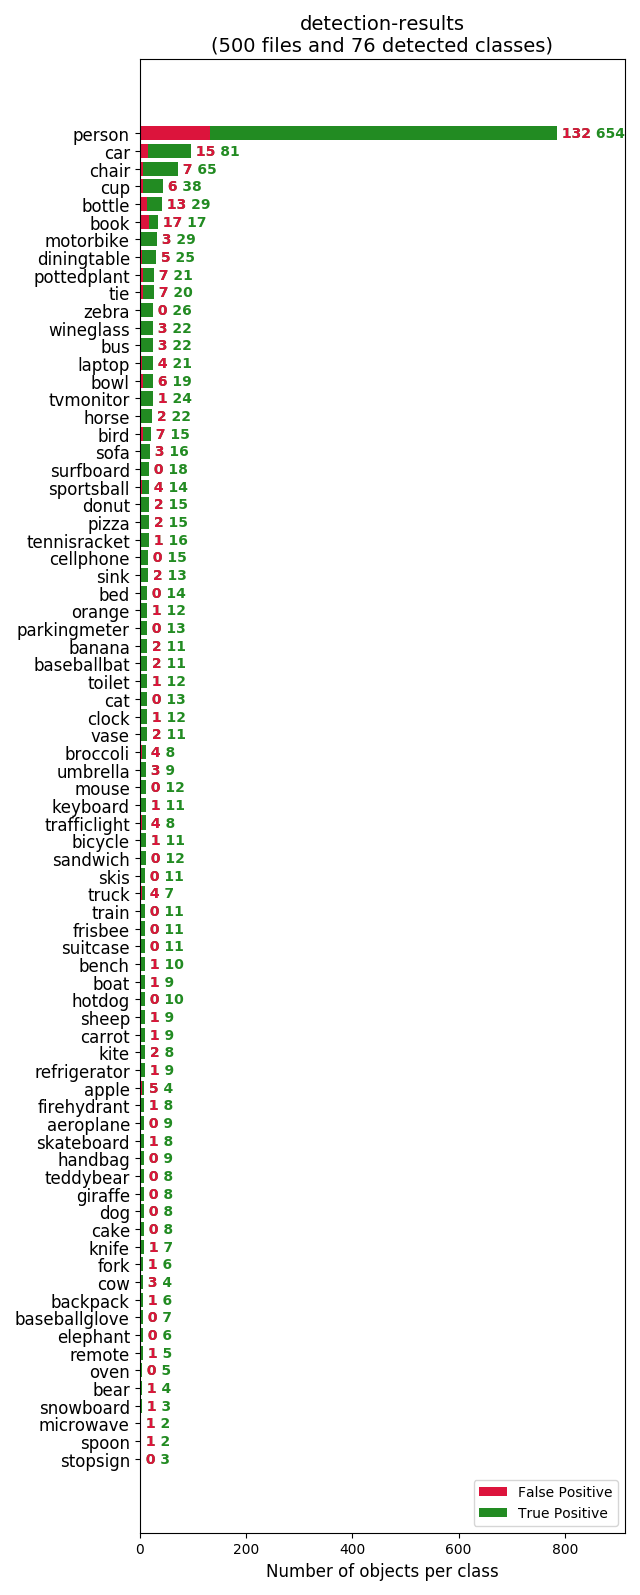 detection-results
(500 files and 76 detected classes)
person 132 654
car 15 81
chair 7 65
cup 6 38
bottle 13 29
book 17 17
motorbike 3 29
diningtable 5 25
pottedplant 7 21
tie 7 20
zebra 0 26
wineglass 3 22
bus 3 22
laptop 4 21
bowl 6 19
tvmonitor 1 24
horse 2 22
bird 7 15
sofa 3 16
surfboard 0 18
sportsball 4 14
donut 2 15
pizza 2 15
tennisracket 1 16
cellphone 0 15
sink 2 13
bed 0 14
orange 1 12
parkingmeter 0 13
banana 2 11
baseballbat 2 11
toilet 1 12
cat 0 13
clock 1 12
vase 2 11
broccoli 4 8
umbrella 3 9
mouse 0 12
keyboard 1 11
trafficlight 4 8
bicycle 1 11
sandwich 0 12
skis 0 11
truck 4 7
train 0 11
frisbee 0 11
suitcase 0 11
bench 1 10
boat 1 9
hotdog 0 10
sheep 1 9
carrot 1 9
kite 2 8
refrigerator 1 9
apple 5 4
firehydrant 1 8
aeroplane 0 9
skateboard 1 8
handbag 0 9
teddybear 0 8
giraffe 0 8
dog 0 8
cake 0 8
knife 1 7
fork 1 6
cow 3 4
backpack 1 6
baseballglove 0 7
elephant 0 6
remote 1 5
oven 0 5
bear 1 4
snowboard 1 3
microwave 1 2
spoon 1 2
stopsign 0 3
False Positive
True Positive
0 200 400 600 800
Number of objects per class